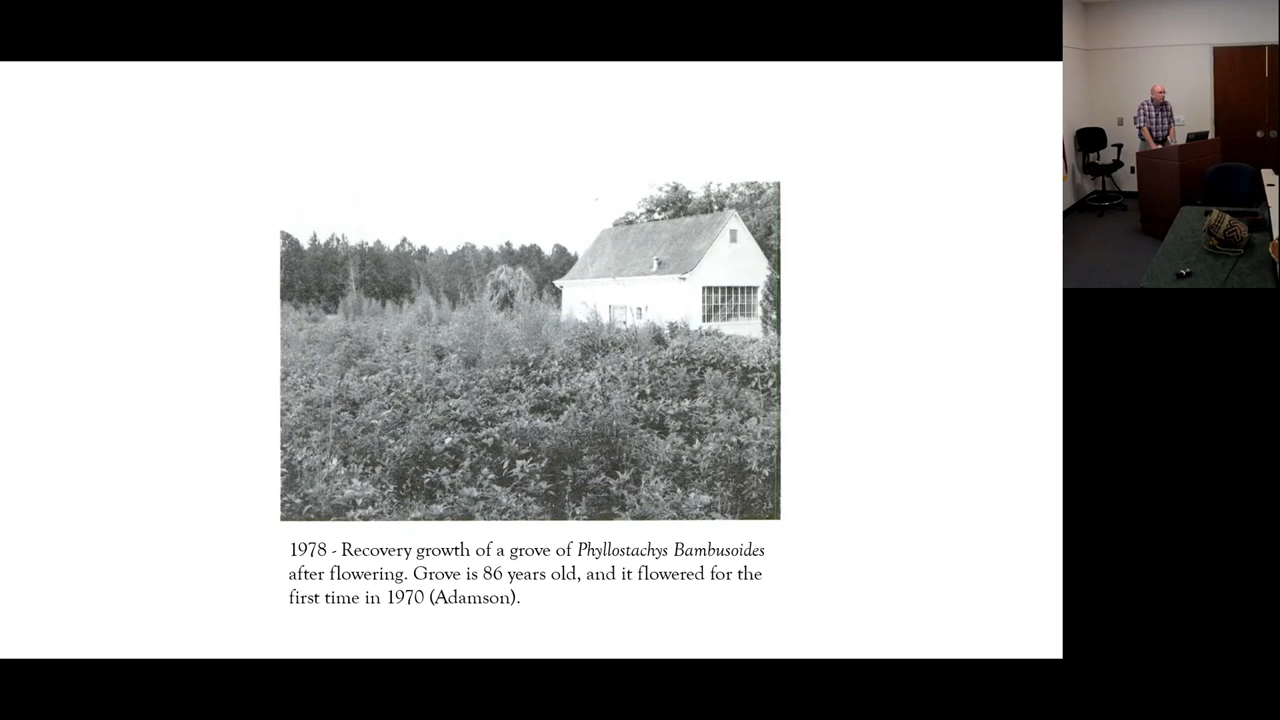 1978 - Recovery growth of a grove of Phyllostachys Bambusoides
after flowering. Grove is 86 years old, and it flowered for the
first time in 1970 (Adamson).